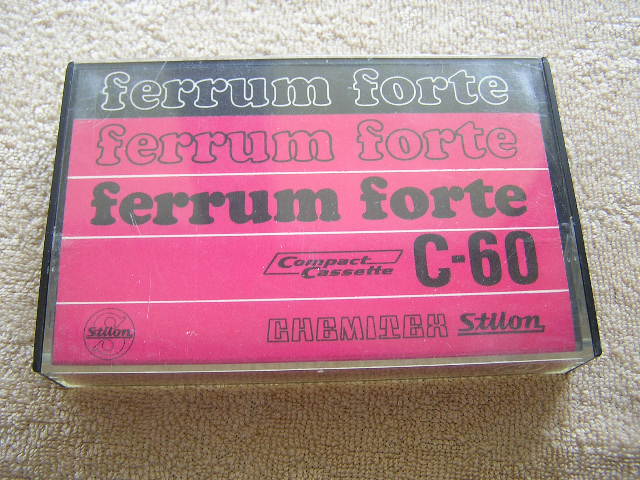 ferrum forte
ferrum forte
ferrum forte
Compact Cassette C-60
Stilon CHEMITEX Stilon